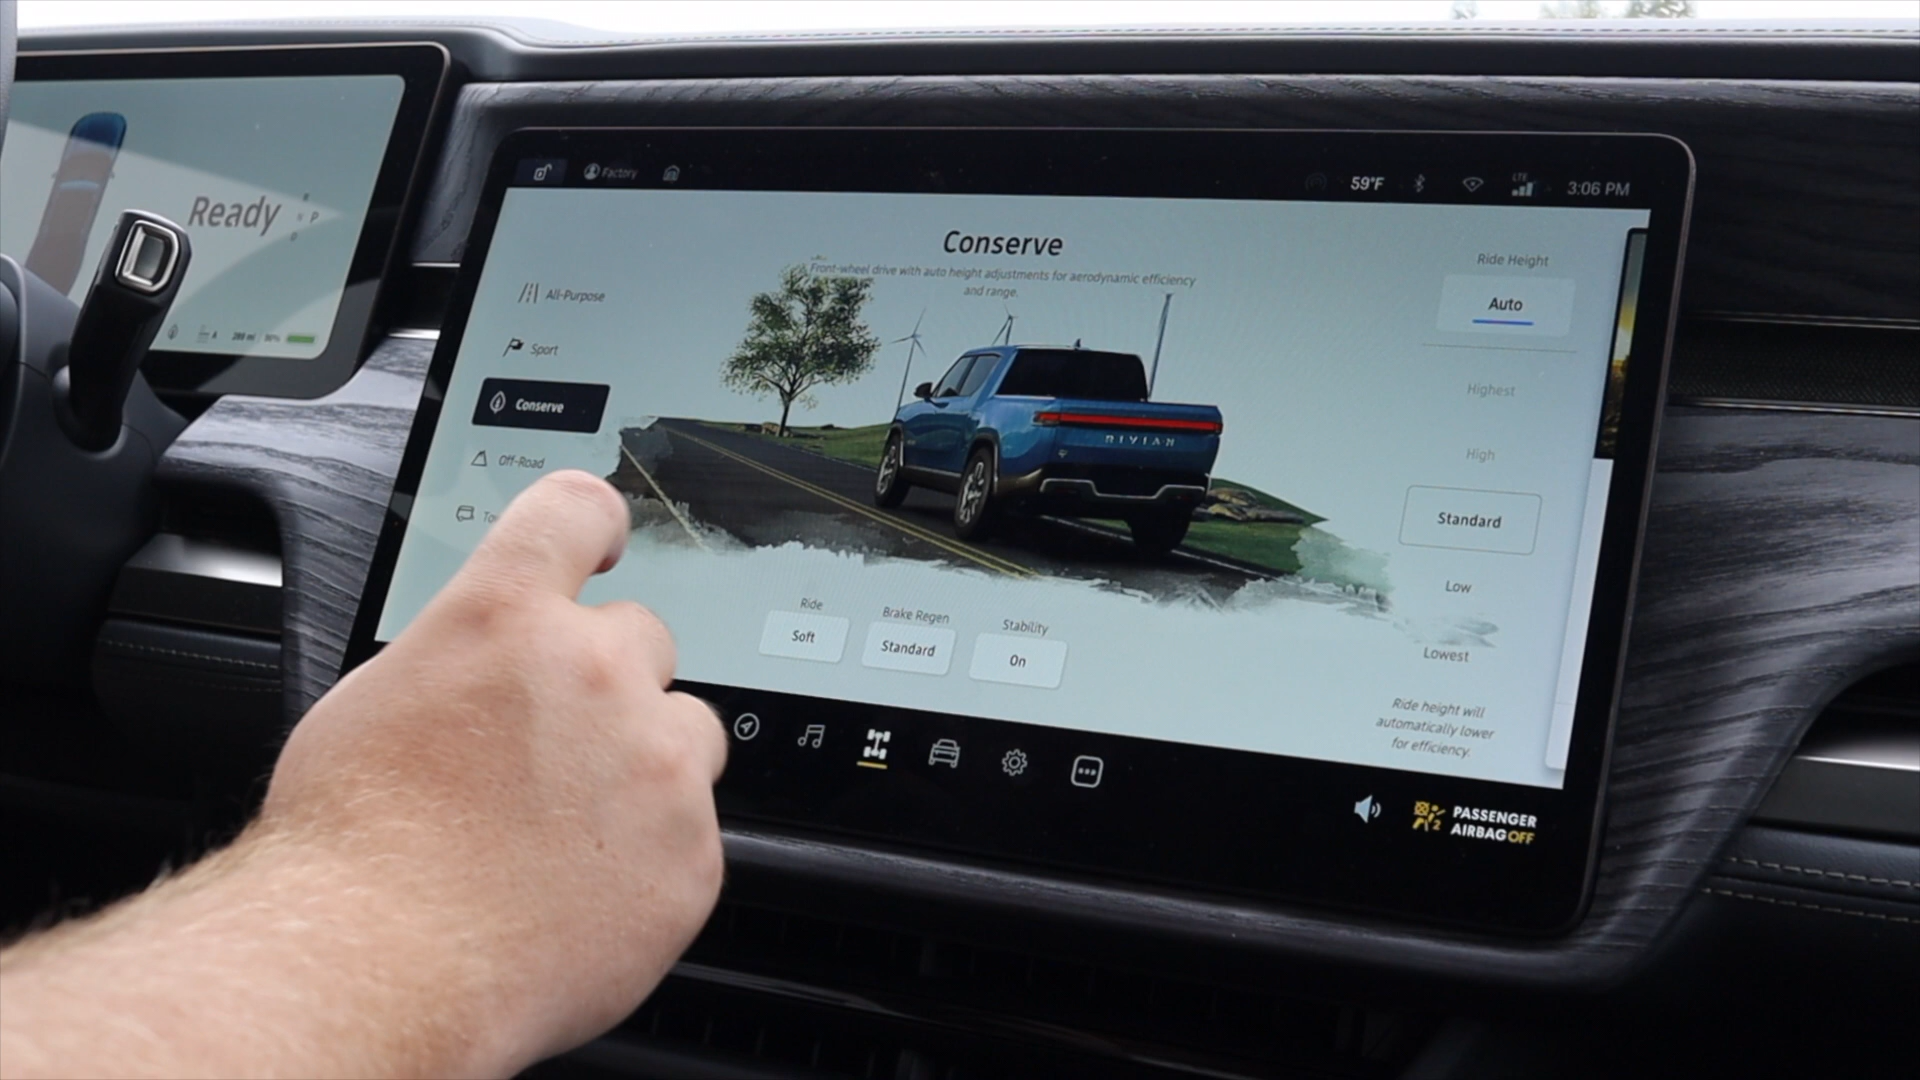 Ready
P
D
A
Factory
59°F
LTE
3:06 PM
Conserve
Front-wheel drive with auto height adjustments for aerodynamic efficiency
and range.
All-Purpose
Sport
Conserve
Off-Road
RIVIAN
Ride Height
Auto
Highest
High
Standard
Low
Lowest
Ride height will
automatically lower
for efficiency.
Ride
Soft
Brake Regen
Standard
Stability
On
PASSENGER
AIRBAG OFF
2